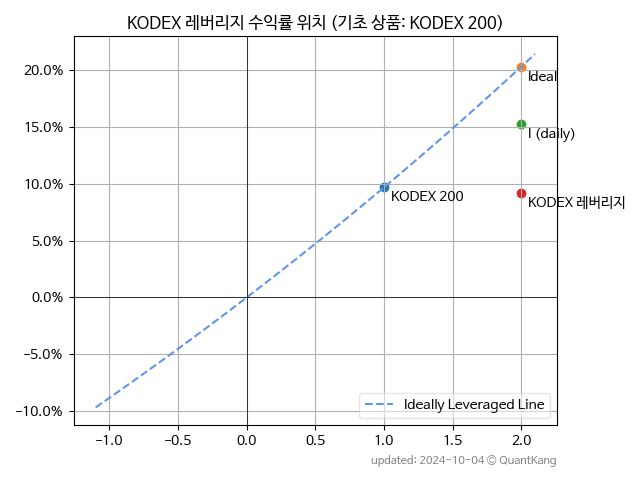 KODEX 레버리지 수익률 위치 (기초 상품: KODEX 200)
20.0%
15.0%
10.0%
5.0%
0.0%
−5.0%
−10.0%
Ideal
I (daily)
KODEX 200
KODEX 레버리지
Ideally Leveraged Line
−1.0 −0.5 0.0 0.5 1.0 1.5 2.0
updated: 2024-10-04 © QuantKang